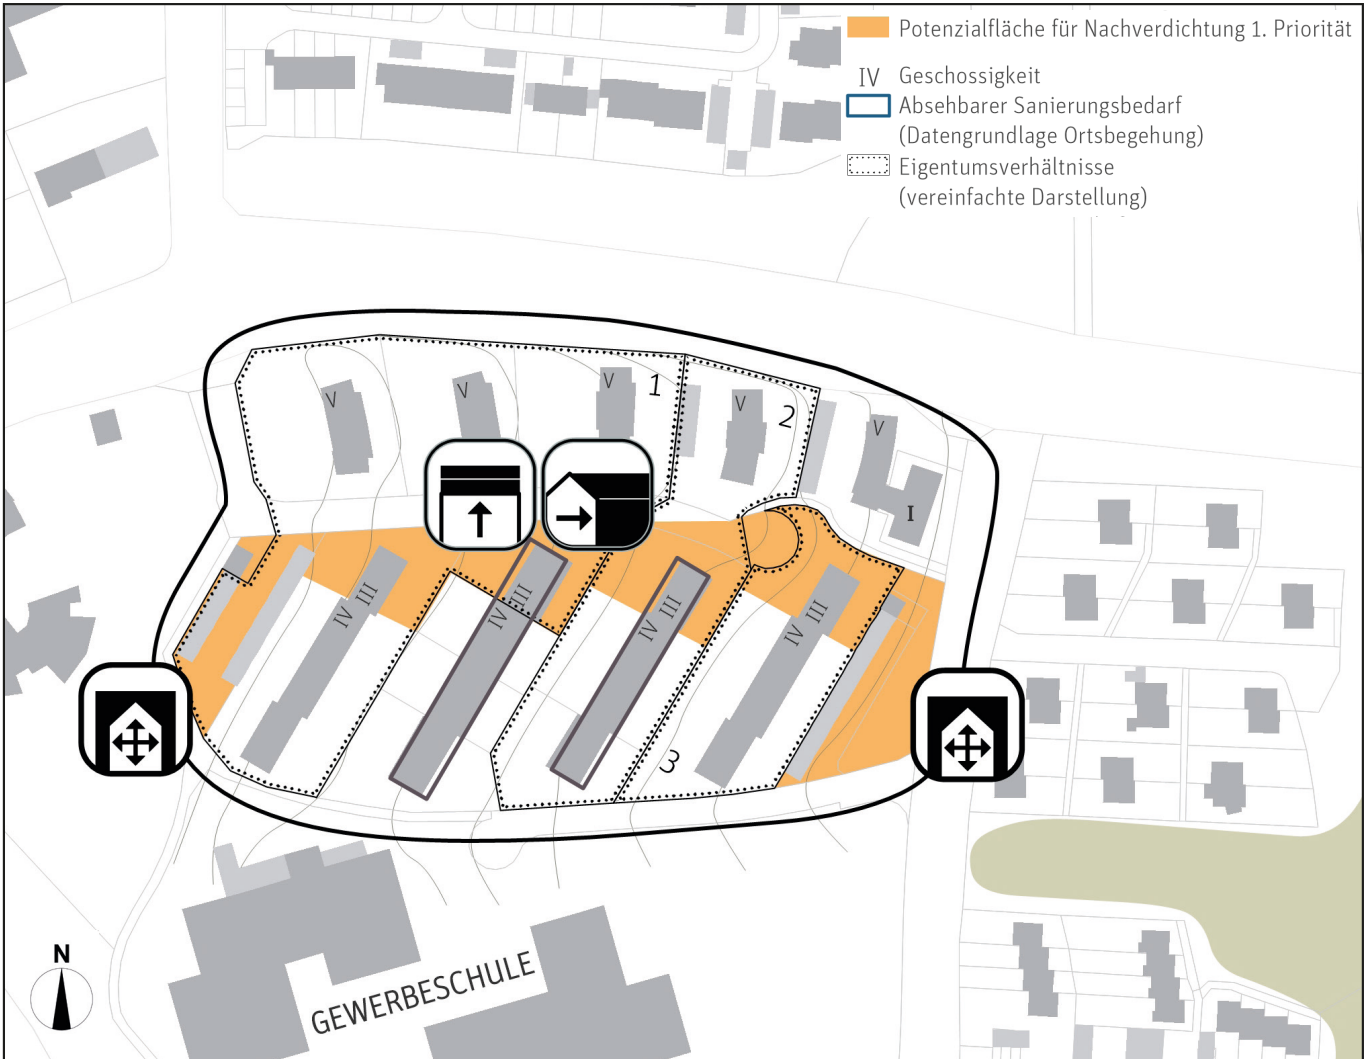 Potenzialfläche für Nachverdichtung 1. Priorität
IV Geschossigkeit
Absehbarer Sanierungsbedarf
(Datengrundlage Ortsbegehung)
Eigentumsverhältnisse
(vereinfachte Darstellung)
V
V
V
1
V
2
V
I
IV III
IV III
IV III
IV III
3
N
GEWERBESCHULE